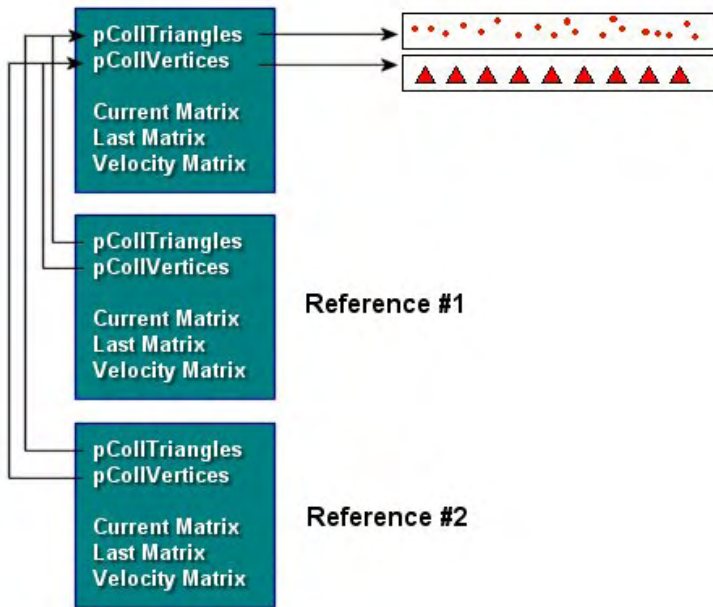 pCollTriangles
pCollVertices
Current Matrix
Last Matrix
Velocity Matrix
pCollTriangles
pCollVertices
Current Matrix
Last Matrix
Velocity Matrix
Reference #1
pCollTriangles
pCollVertices
Current Matrix
Last Matrix
Velocity Matrix
Reference #2